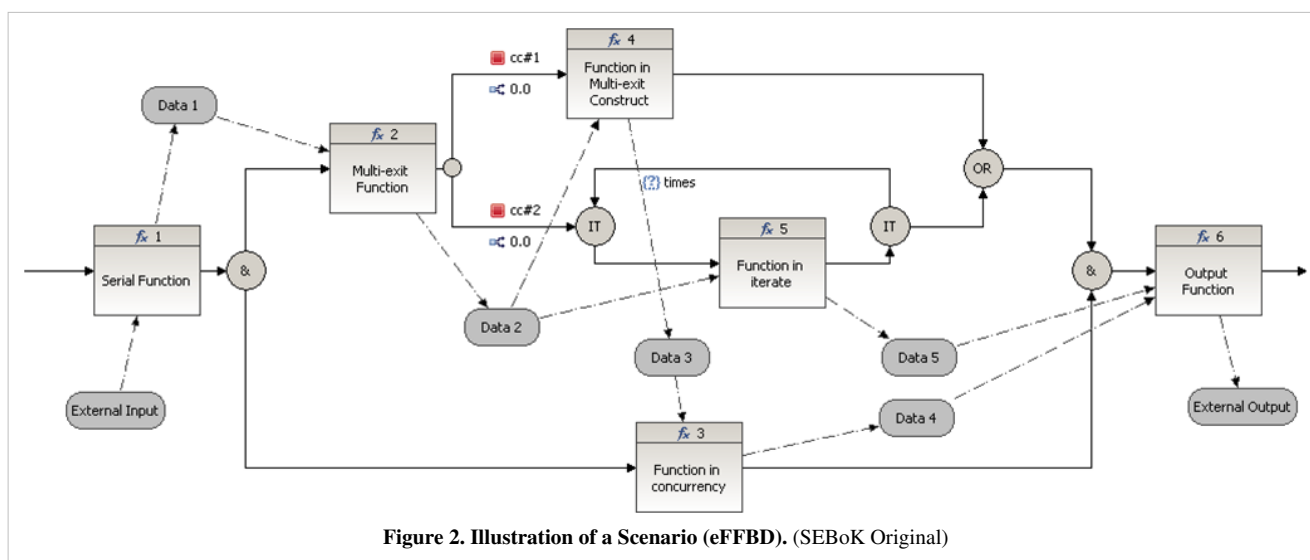 fx 4
Function in
Multi-exit
Construct
cc#1
0.0
Data 1
fx 2
Multi-exit
Function
OR
{?} times
cc#2
0.0
IT
IT
fx 5
Function in
iterate
fx 1
Serial Function
&
&
fx 6
Output
Function
Data 2
Data 3
Data 5
External Input
Data 4
External Output
fx 3
Function in
concurrency
Figure 2. Illustration of a Scenario (eFFBD). (SEBoK Original)